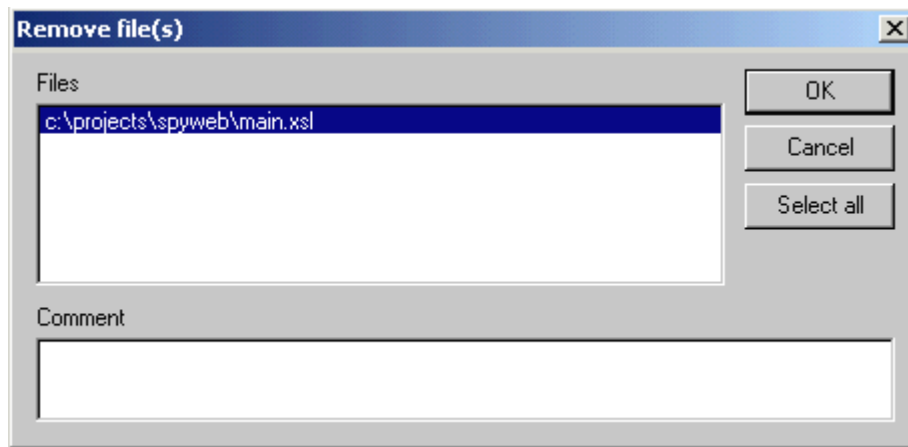 Remove file(s)
Files
OK
c:\projects\spyweb\main.xsl
Cancel
Select all
Comment